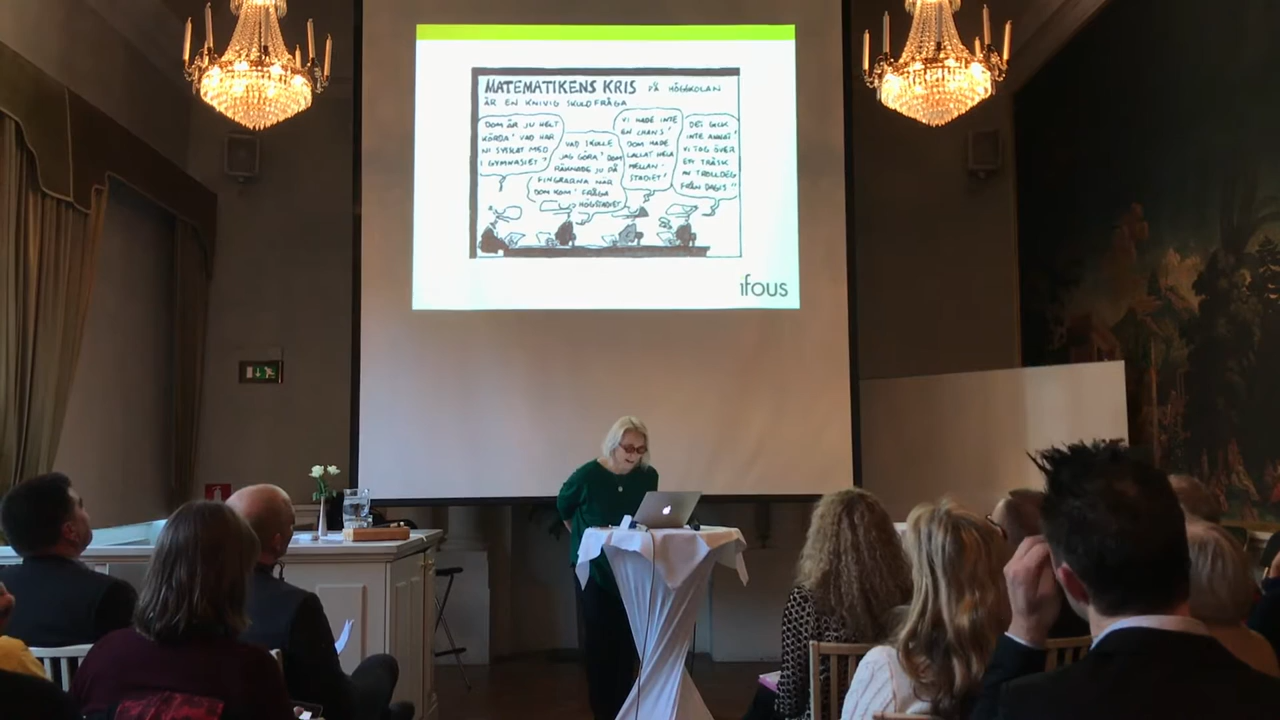 MATEMATIKENS KRIS PÅ HÖGSKOLAN
ÄR EN KNIVIG SKULDFRÅGA
DOM ÄR JU HELT
KÖRDA! VAD HAR
NI SYSLAT MED
I GYMNASIET?
VAD SKULLE
JAG GÖRA! DOM
RÄKNADE JU PÅ
FINGRARNA NÄR
DOM KOM! FRÅGA
HÖGSTADIET
VI HADE INTE
EN CHANS!
DOM HADE
LALLAT HELA
MELLAN-
STADIET!
DET GICK
INTE ANNAT!
VI TOG ÖVER
ETT TRÄSK
AV TROLLDEG
FRÅN DAGIS!!
ifous